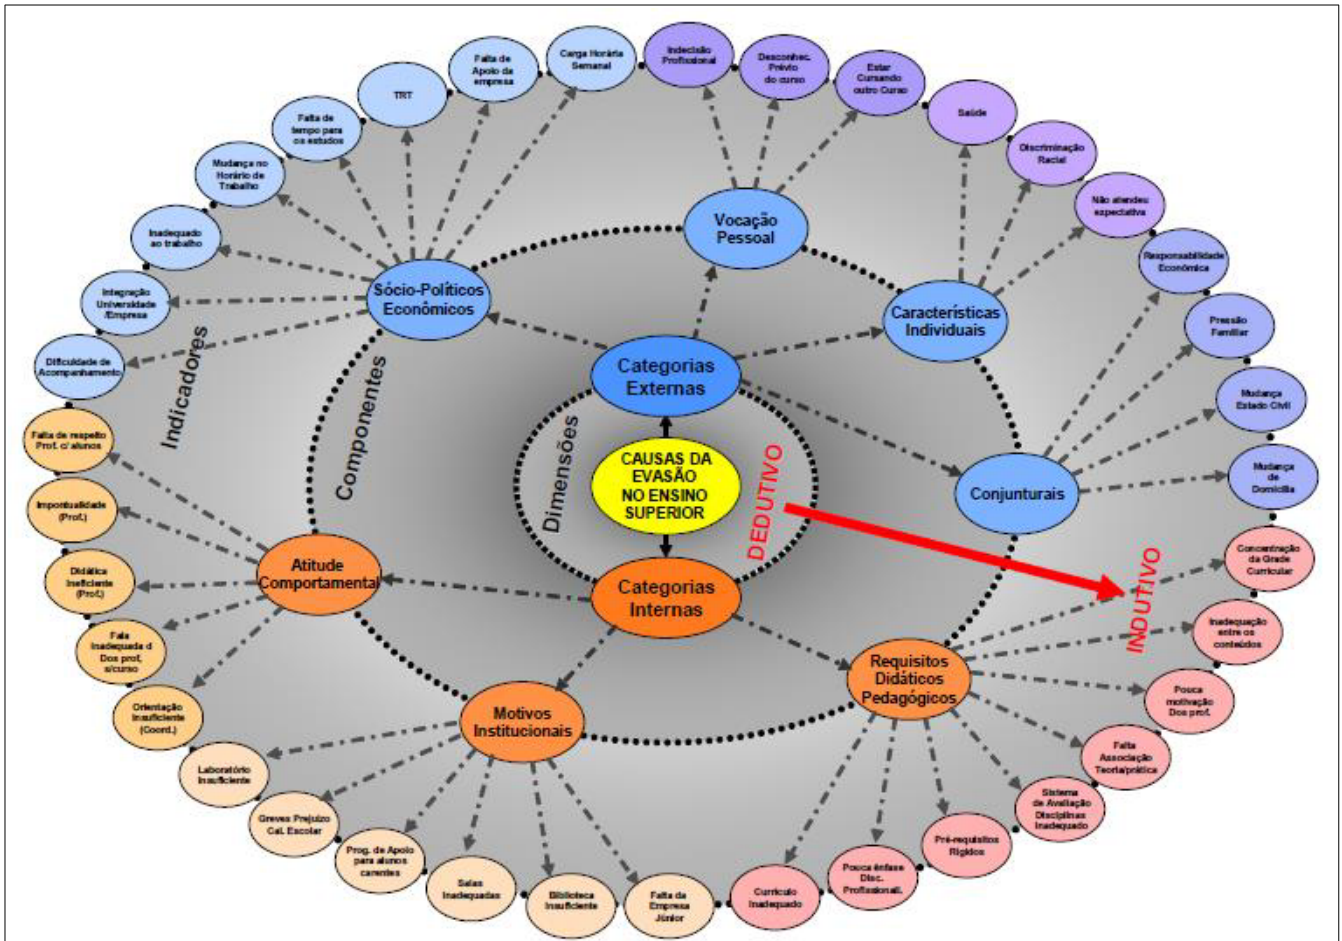 Indecisão
Profissional
Desconhec.
Prévio
do curso
Estar
Cursando
outro Curso
Carga Horária
Semanal
Falta de
Apoio da
empresa
TRT
Falta de
tempo para
os estudos
Mudança no
Horário de
Trabalho
Inadequado
ao trabalho
Integração
Universidade
/Empresa
Dificuldade de
Acompanhamento
Saúde
Discriminação
Racial
Não atendeu
expectativa
Responsabilidade
Econômica
Pressão
Familiar
Mudança
Estado Civil
Mudança
de
Domicilia
Vocação
Pessoal
Sócio-Políticos
Econômicos
Características
Individuais
Conjunturais
Categorias
Externas
Indicadores
Componentes
Dimensões
CAUSAS DA
EVASÃO
NO ENSINO
SUPERIOR
DEDUTIVO
INDUTIVO
Categorias
Internas
Atitude
Comportamental
Motivos
Institucionais
Requisitos
Didáticos
Pedagógicos
Falta de respeito
Prof. c/ alunos
Impontualidade
(Prof.)
Didática
Ineficiente
(Prof.)
Fala
Inadequada d
Dos prof,
s/curso
Orientação
Insuficiente
(Coord.)
Laboratório
Insuficiente
Greves Prejuízo
Cal. Escolar
Prog. de Apoio
para alunos
carentes
Salas
Inadequadas
Biblioteca
Insuficiente
Falta da
Empresa
Júnior
Currículo
Inadequado
Pouca ênfase
Disc.
Profissionali.
Pré-requisitos
Rígidos
Sistema
de Avaliação
Disciplinas
Inadequado
Falta
Associação
Teoria/prática
Pouca
motivação
Dos prof.
Inadequação
entre os
conteúdos
Concentração
da Grade
Curricular